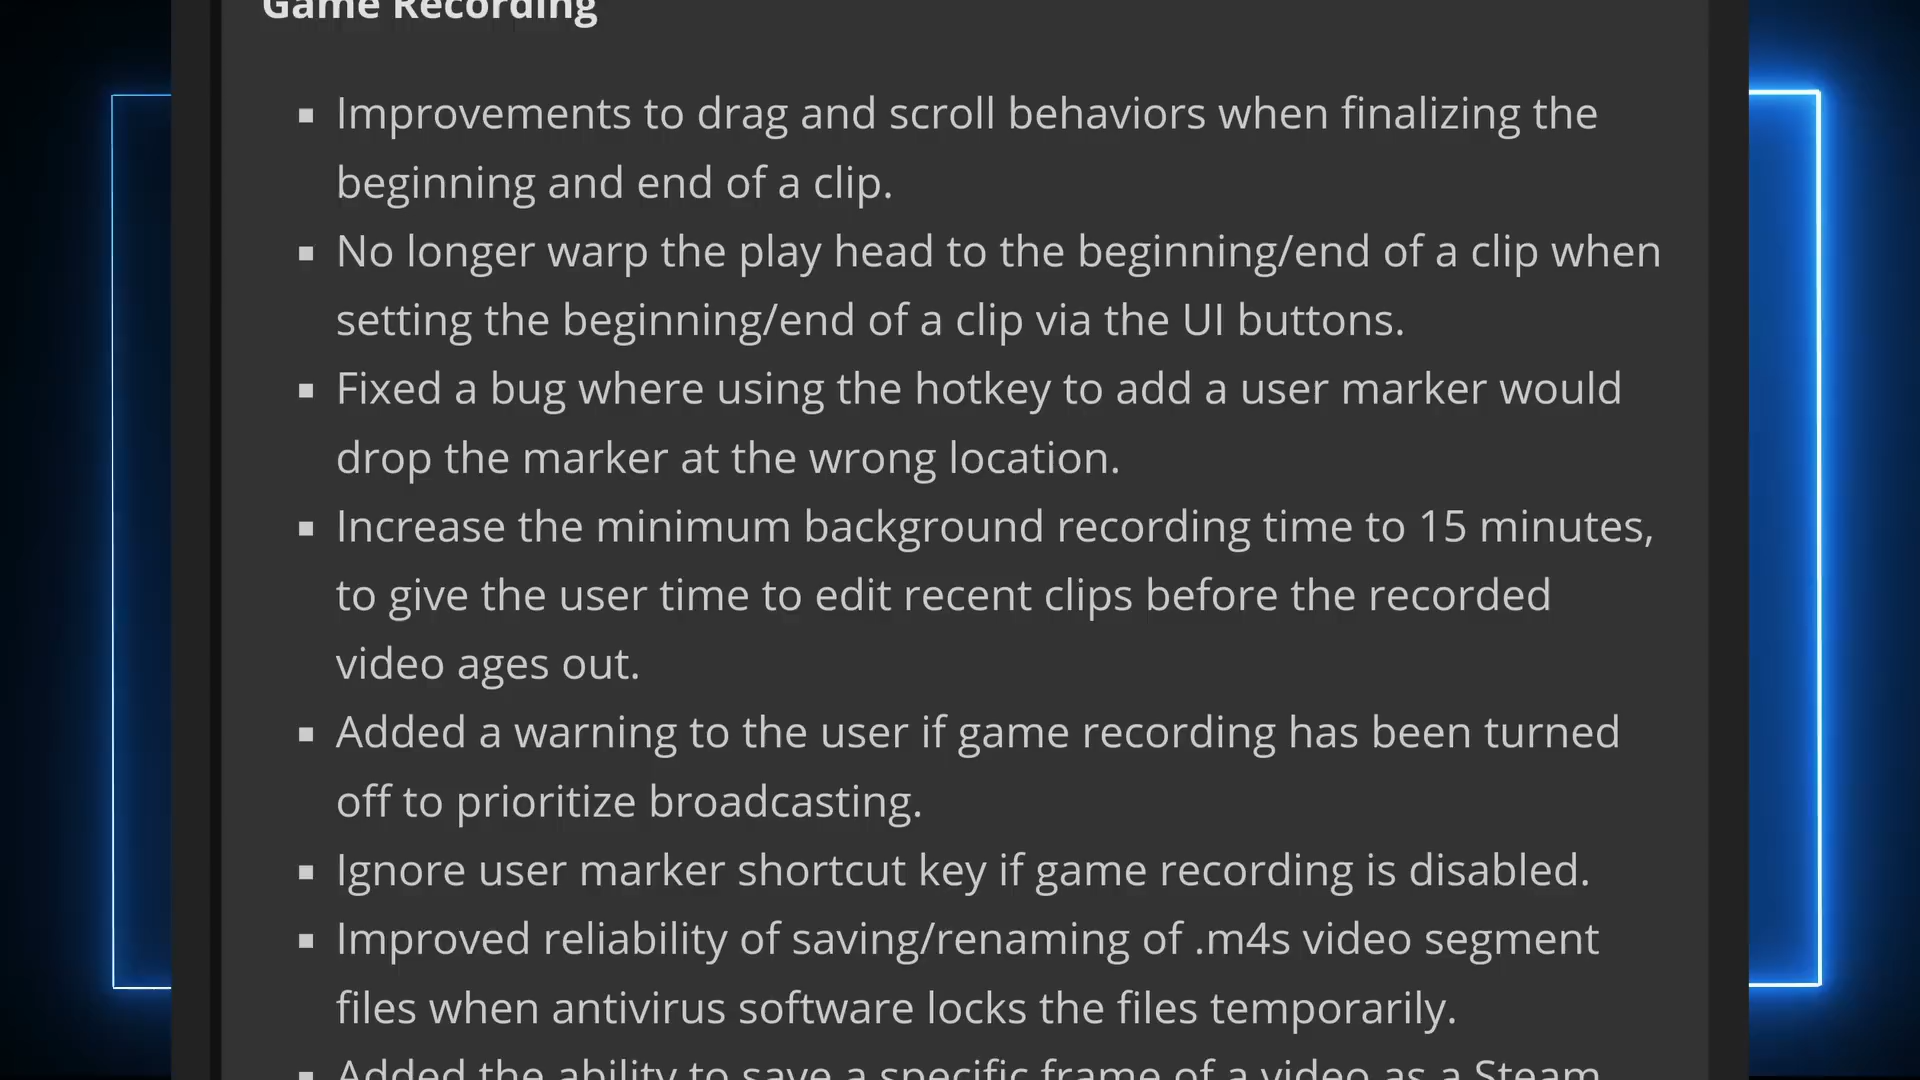 Game Recording
▪ Improvements to drag and scroll behaviors when finalizing the
beginning and end of a clip.
▪ No longer warp the play head to the beginning/end of a clip when
setting the beginning/end of a clip via the UI buttons.
▪ Fixed a bug where using the hotkey to add a user marker would
drop the marker at the wrong location.
▪ Increase the minimum background recording time to 15 minutes,
to give the user time to edit recent clips before the recorded
video ages out.
▪ Added a warning to the user if game recording has been turned
off to prioritize broadcasting.
▪ Ignore user marker shortcut key if game recording is disabled.
▪ Improved reliability of saving/renaming of .m4s video segment
files when antivirus software locks the files temporarily.
▪ Added the ability to save a specific frame of a video as a Steam